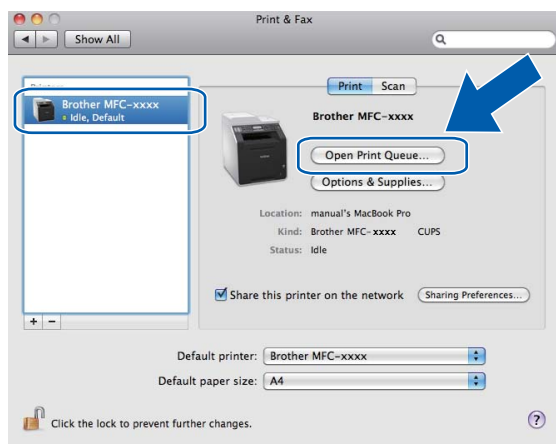 Print & Fax
Show All
Printers
Print Scan
Brother MFC-xxxx
Idle, Default
Brother MFC-xxxx
Open Print Queue...
Options & Supplies...
Location: manual's MacBook Pro
Kind: Brother MFC-xxxx CUPS
Status: Idle
Share this printer on the network Sharing Preferences...
+ −
Default printer: Brother MFC-xxxx
Default paper size: A4
Click the lock to prevent further changes. ?